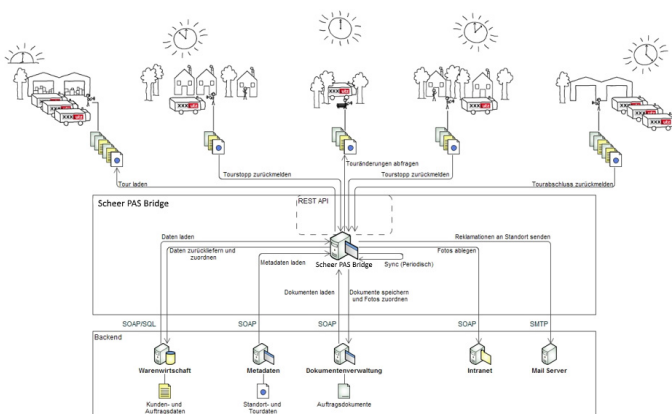 Touränderungen abfragen
Tourstopp zurückmelden
Tourstopp zurückmelden
Tour laden
Tourabschluss zurückmelden
Scheer PAS Bridge
REST API
Daten laden
Reklamationen an Standort senden
Daten zurückliefern und
zuordnen
Fotos ablegen
Metadaten laden
Scheer PAS Bridge
Sync (Periodisch)
Dokumenten laden
Dokumente speichern
und Fotos zuordnen
SOAP/SQL
SOAP
SOAP
SOAP
SMTP
Backend
Warenwirtschaft
Metadaten
Dokumentenverwaltung
Intranet
Mail Server
Kunden- und
Auftragsdaten
Standort- und
Tourdaten
Auftragsdokumente